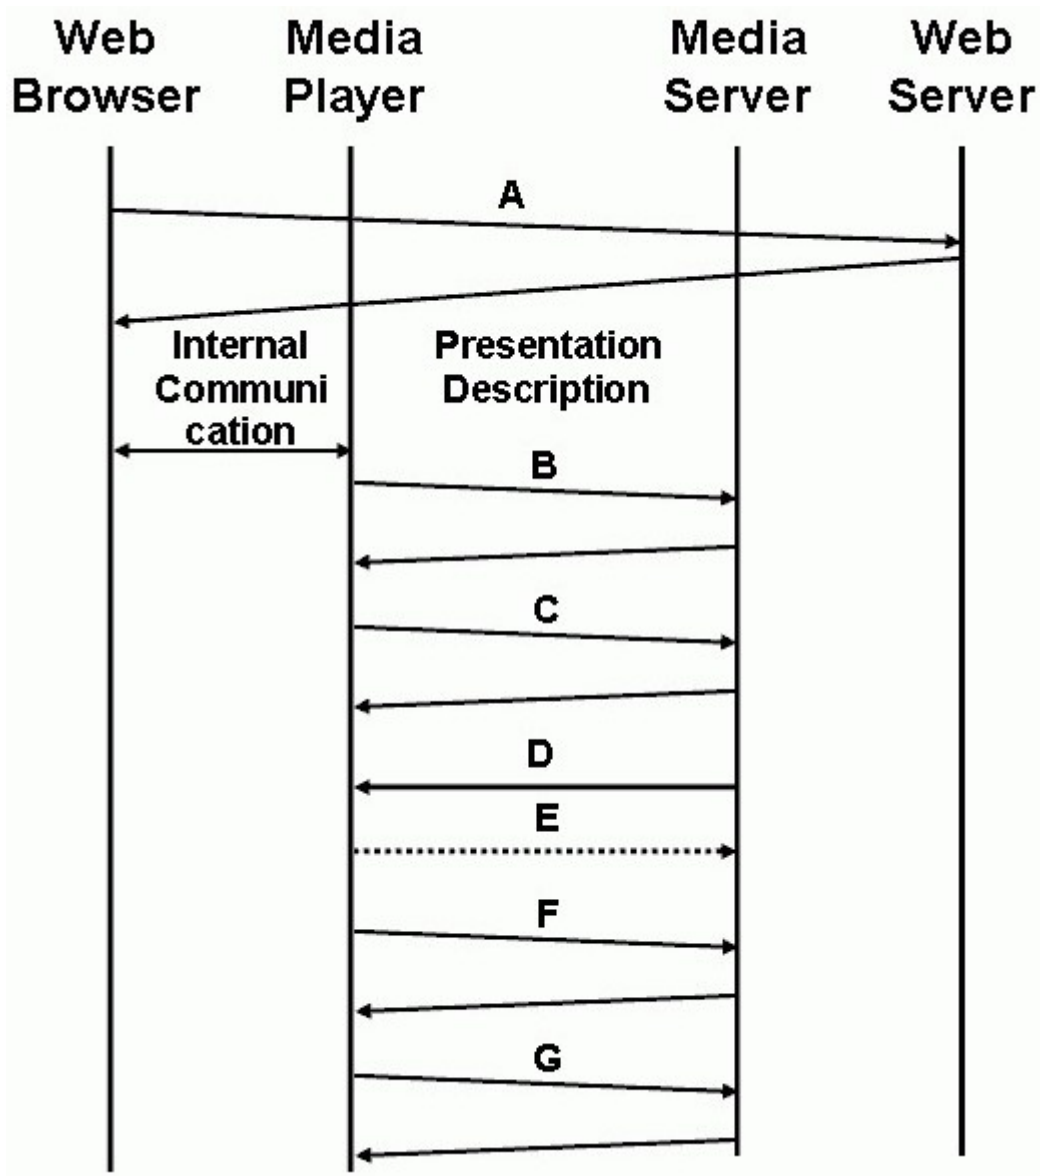 Web
Browser
Media
Player
Media
Server
Web
Server
A
Internal
Communi
cation
Presentation
Description
B
C
D
E
F
G